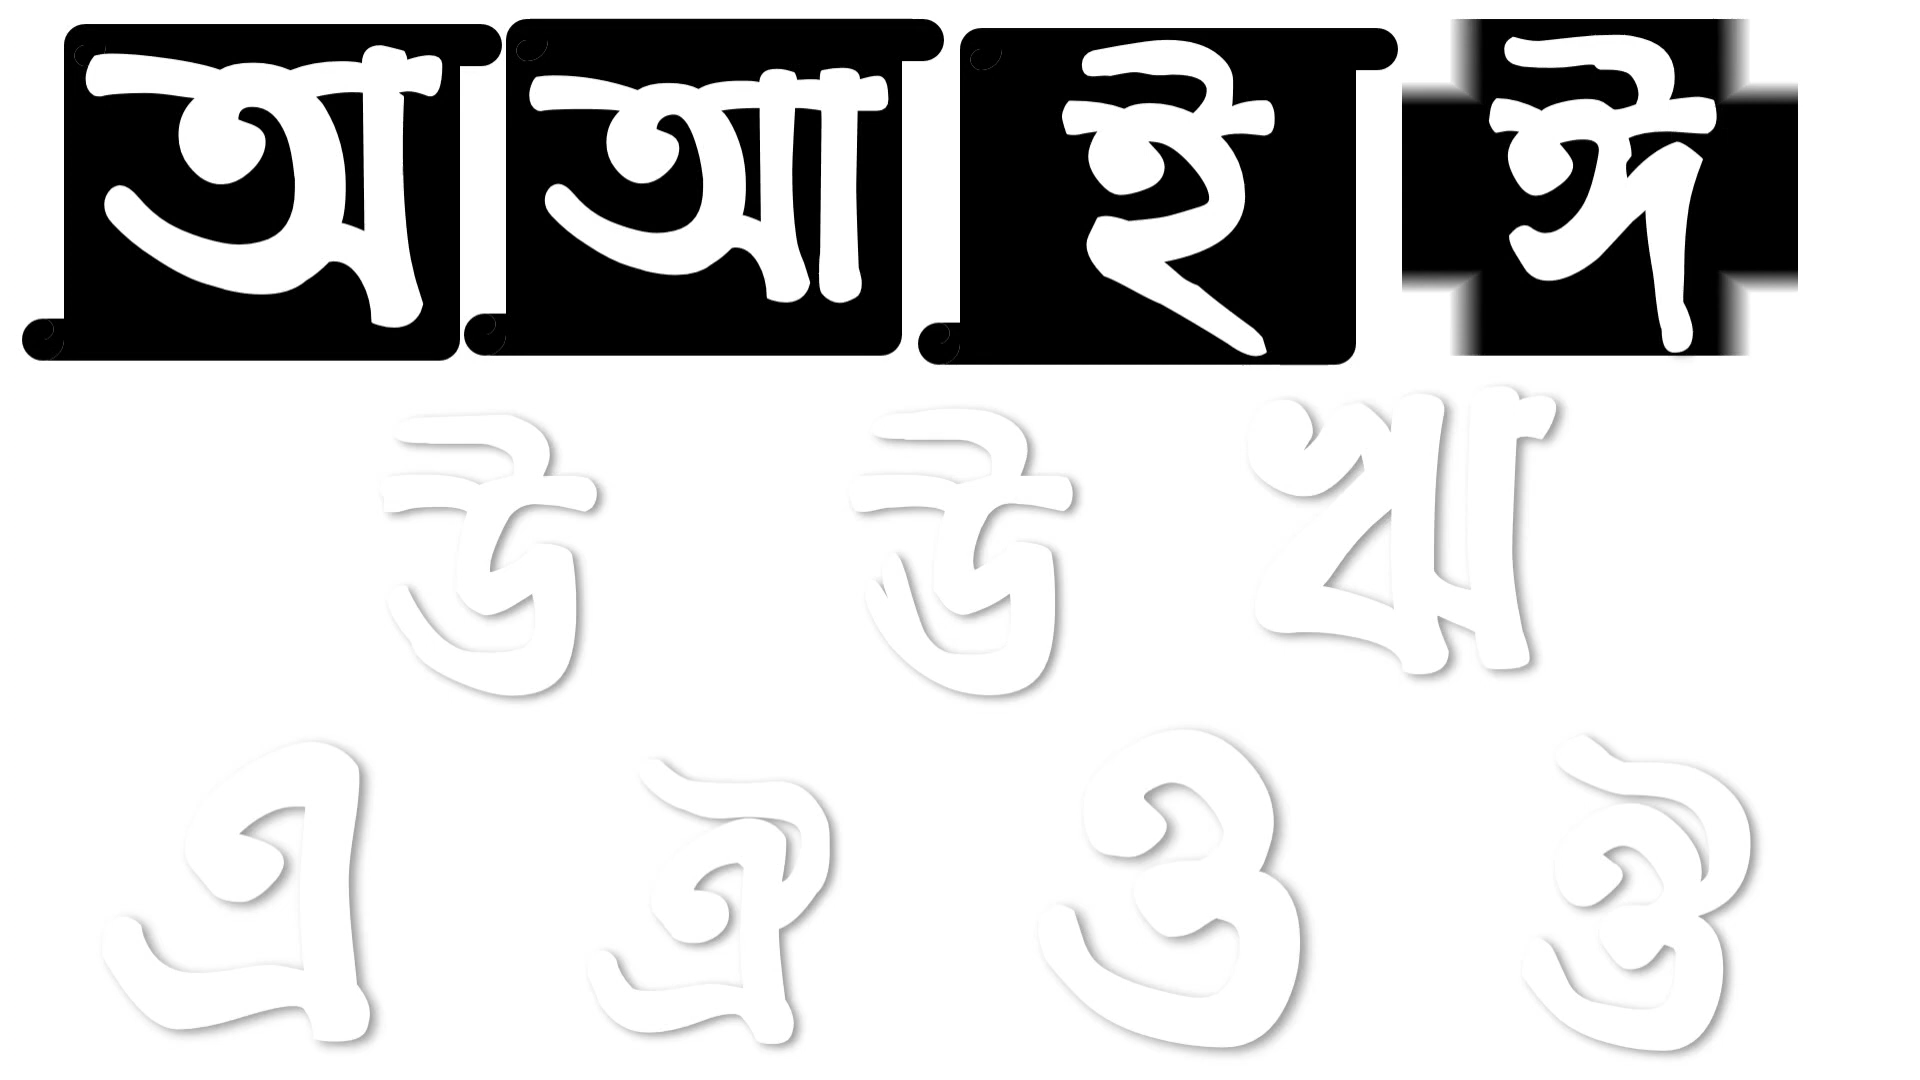 অ আ ই ঈ
উ ঊ ঋ
এ ঐ ও ঔ